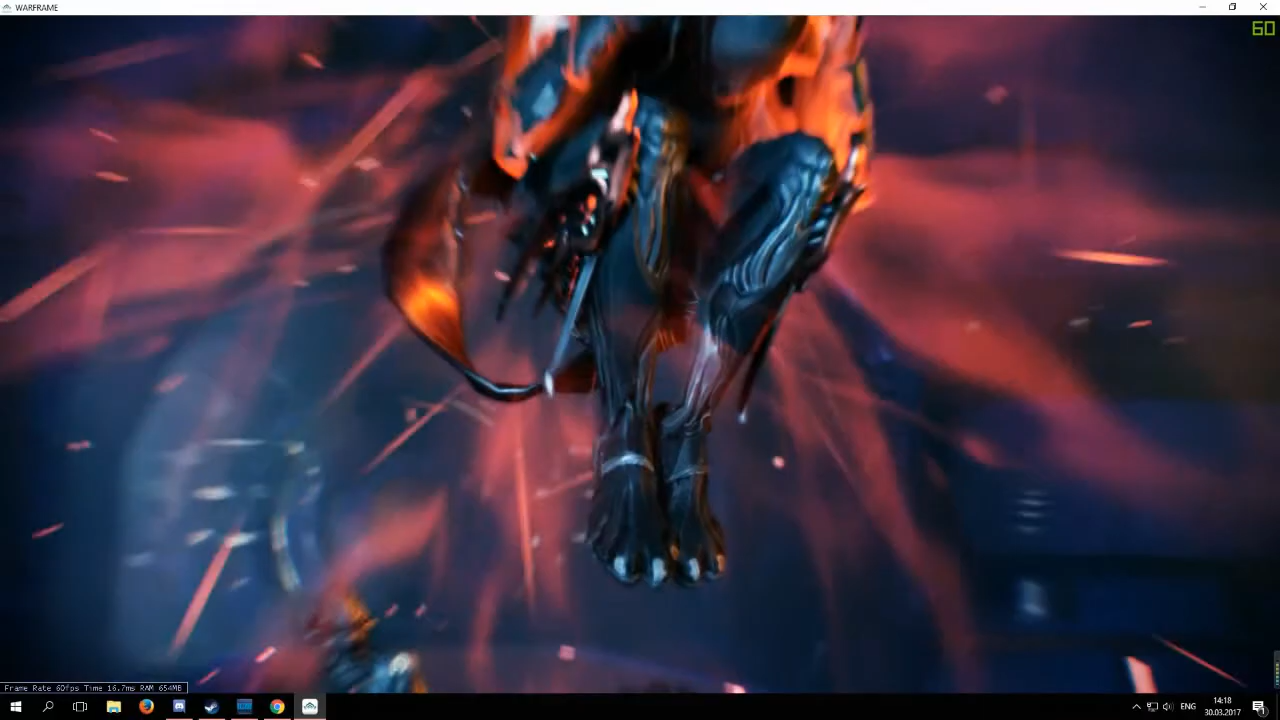 WARFRAME
60
Frame Rate 60fps Time 16.7ms RAM 654MB
ENG
14:18
30.03.2017